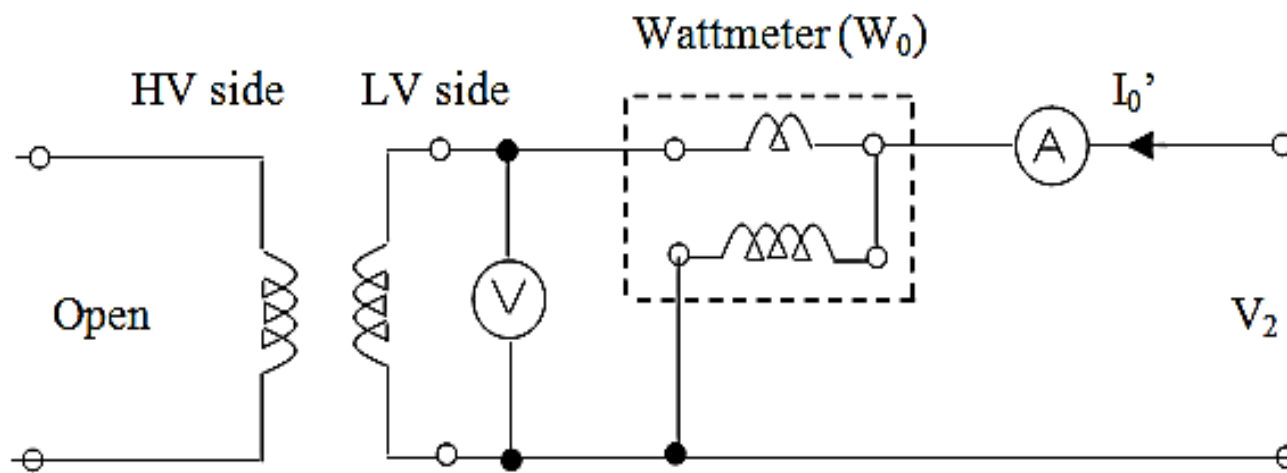 Wattmeter (W₀)
HV side
LV side
I₀’
A
V
Open
V₂